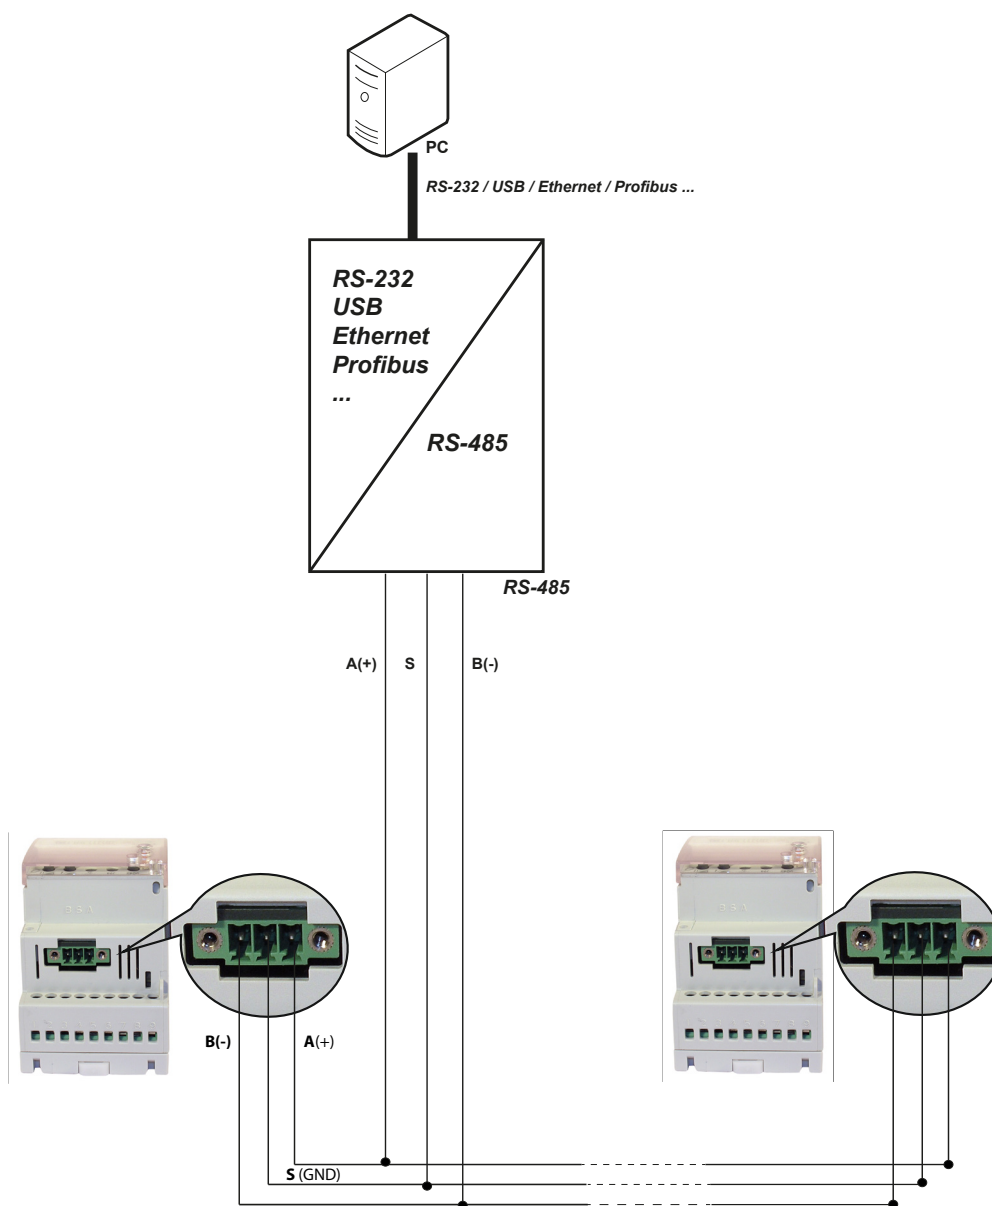 PC
RS-232 / USB / Ethernet / Profibus ...
RS-232
USB
Ethernet
Profibus
...
RS-485
RS-485
A(+)
S
B(-)
B(-)
A(+)
S (GND)